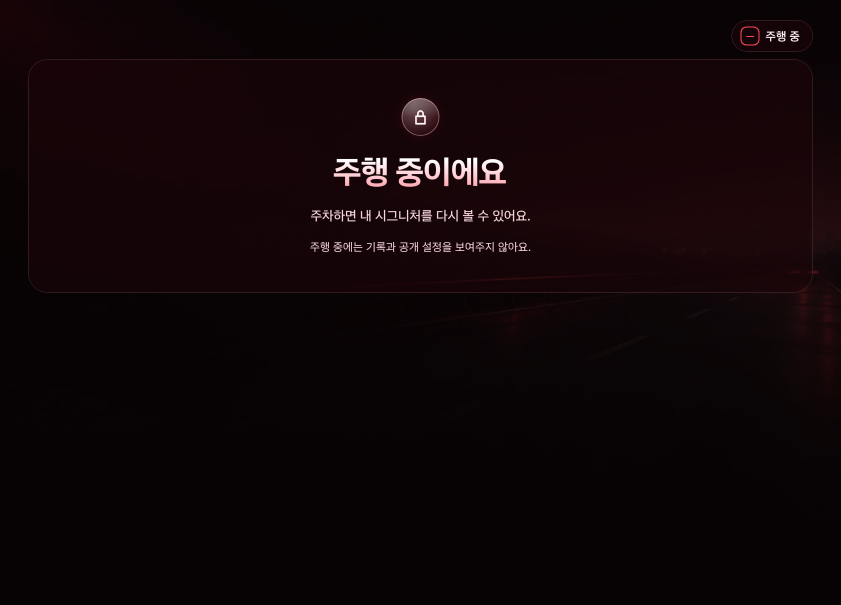 주행 중
주행 중이에요
주차하면 내 시그니처를 다시 볼 수 있어요.
주행 중에는 기록과 공개 설정을 보여주지 않아요.